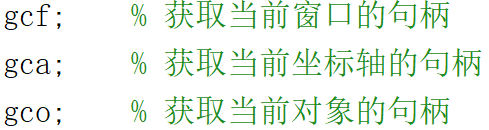 gcf; % 获取当前窗口的句柄
gca; % 获取当前坐标轴的句柄
gco; % 获取当前对象的句柄